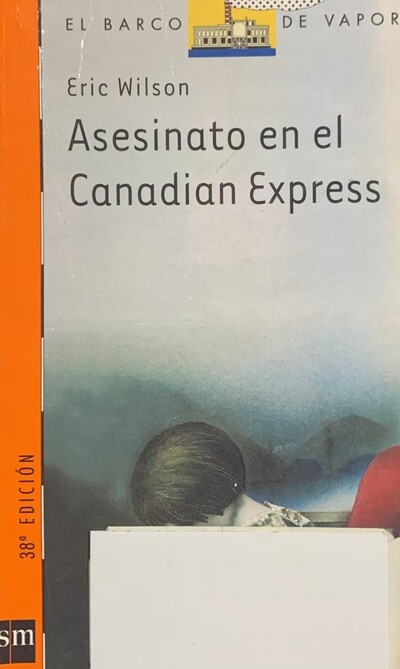 EL BARCO DE VAPOR
Eric Wilson
Asesinato en el
Canadian Express
38ª EDICIÓN
sm